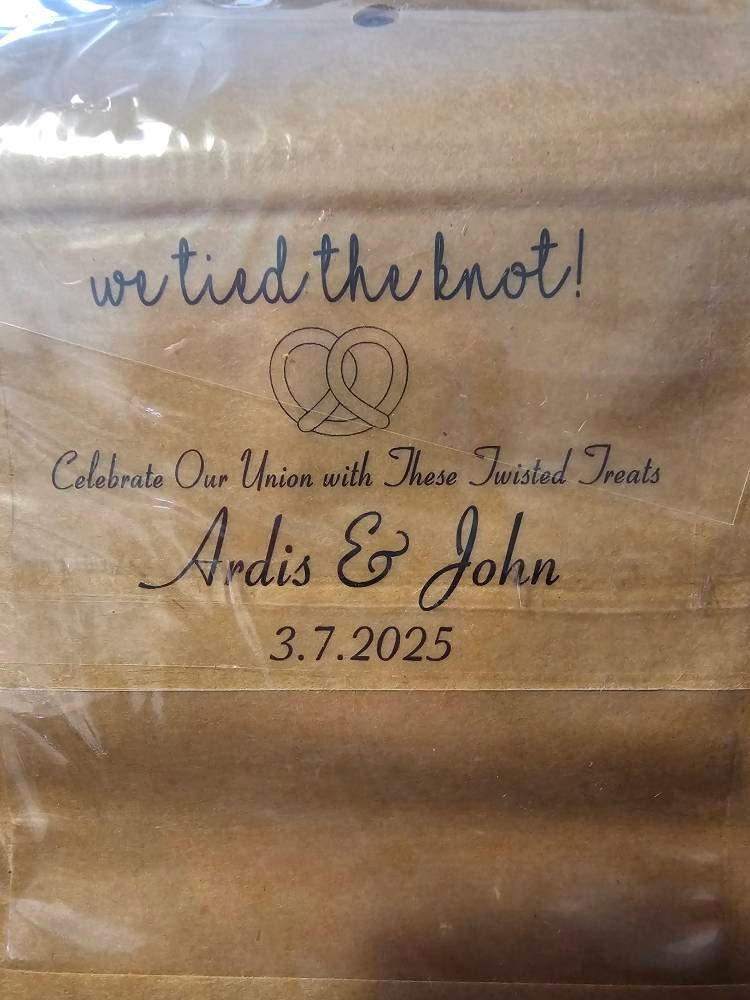 we tied the knot!
Celebrate Our Union with These Twisted Treats
Ardis & John
3.7.2025